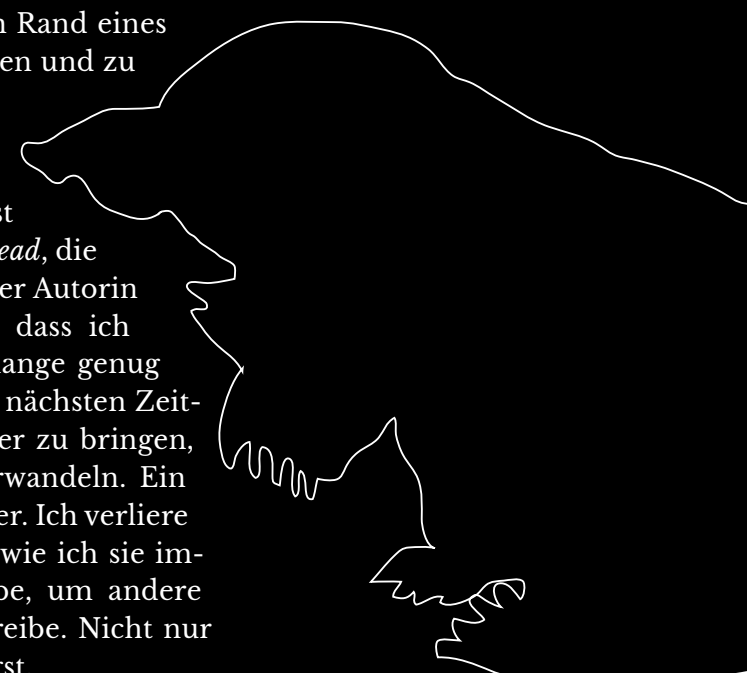 n Rand eines
en und zu
st
ead, die
er Autorin
dass ich
ange genug
nächsten Zeit-
er zu bringen,
rwandeln. Ein
er. Ich verliere
wie ich sie im-
be, um andere
reibe. Nicht nur
rst